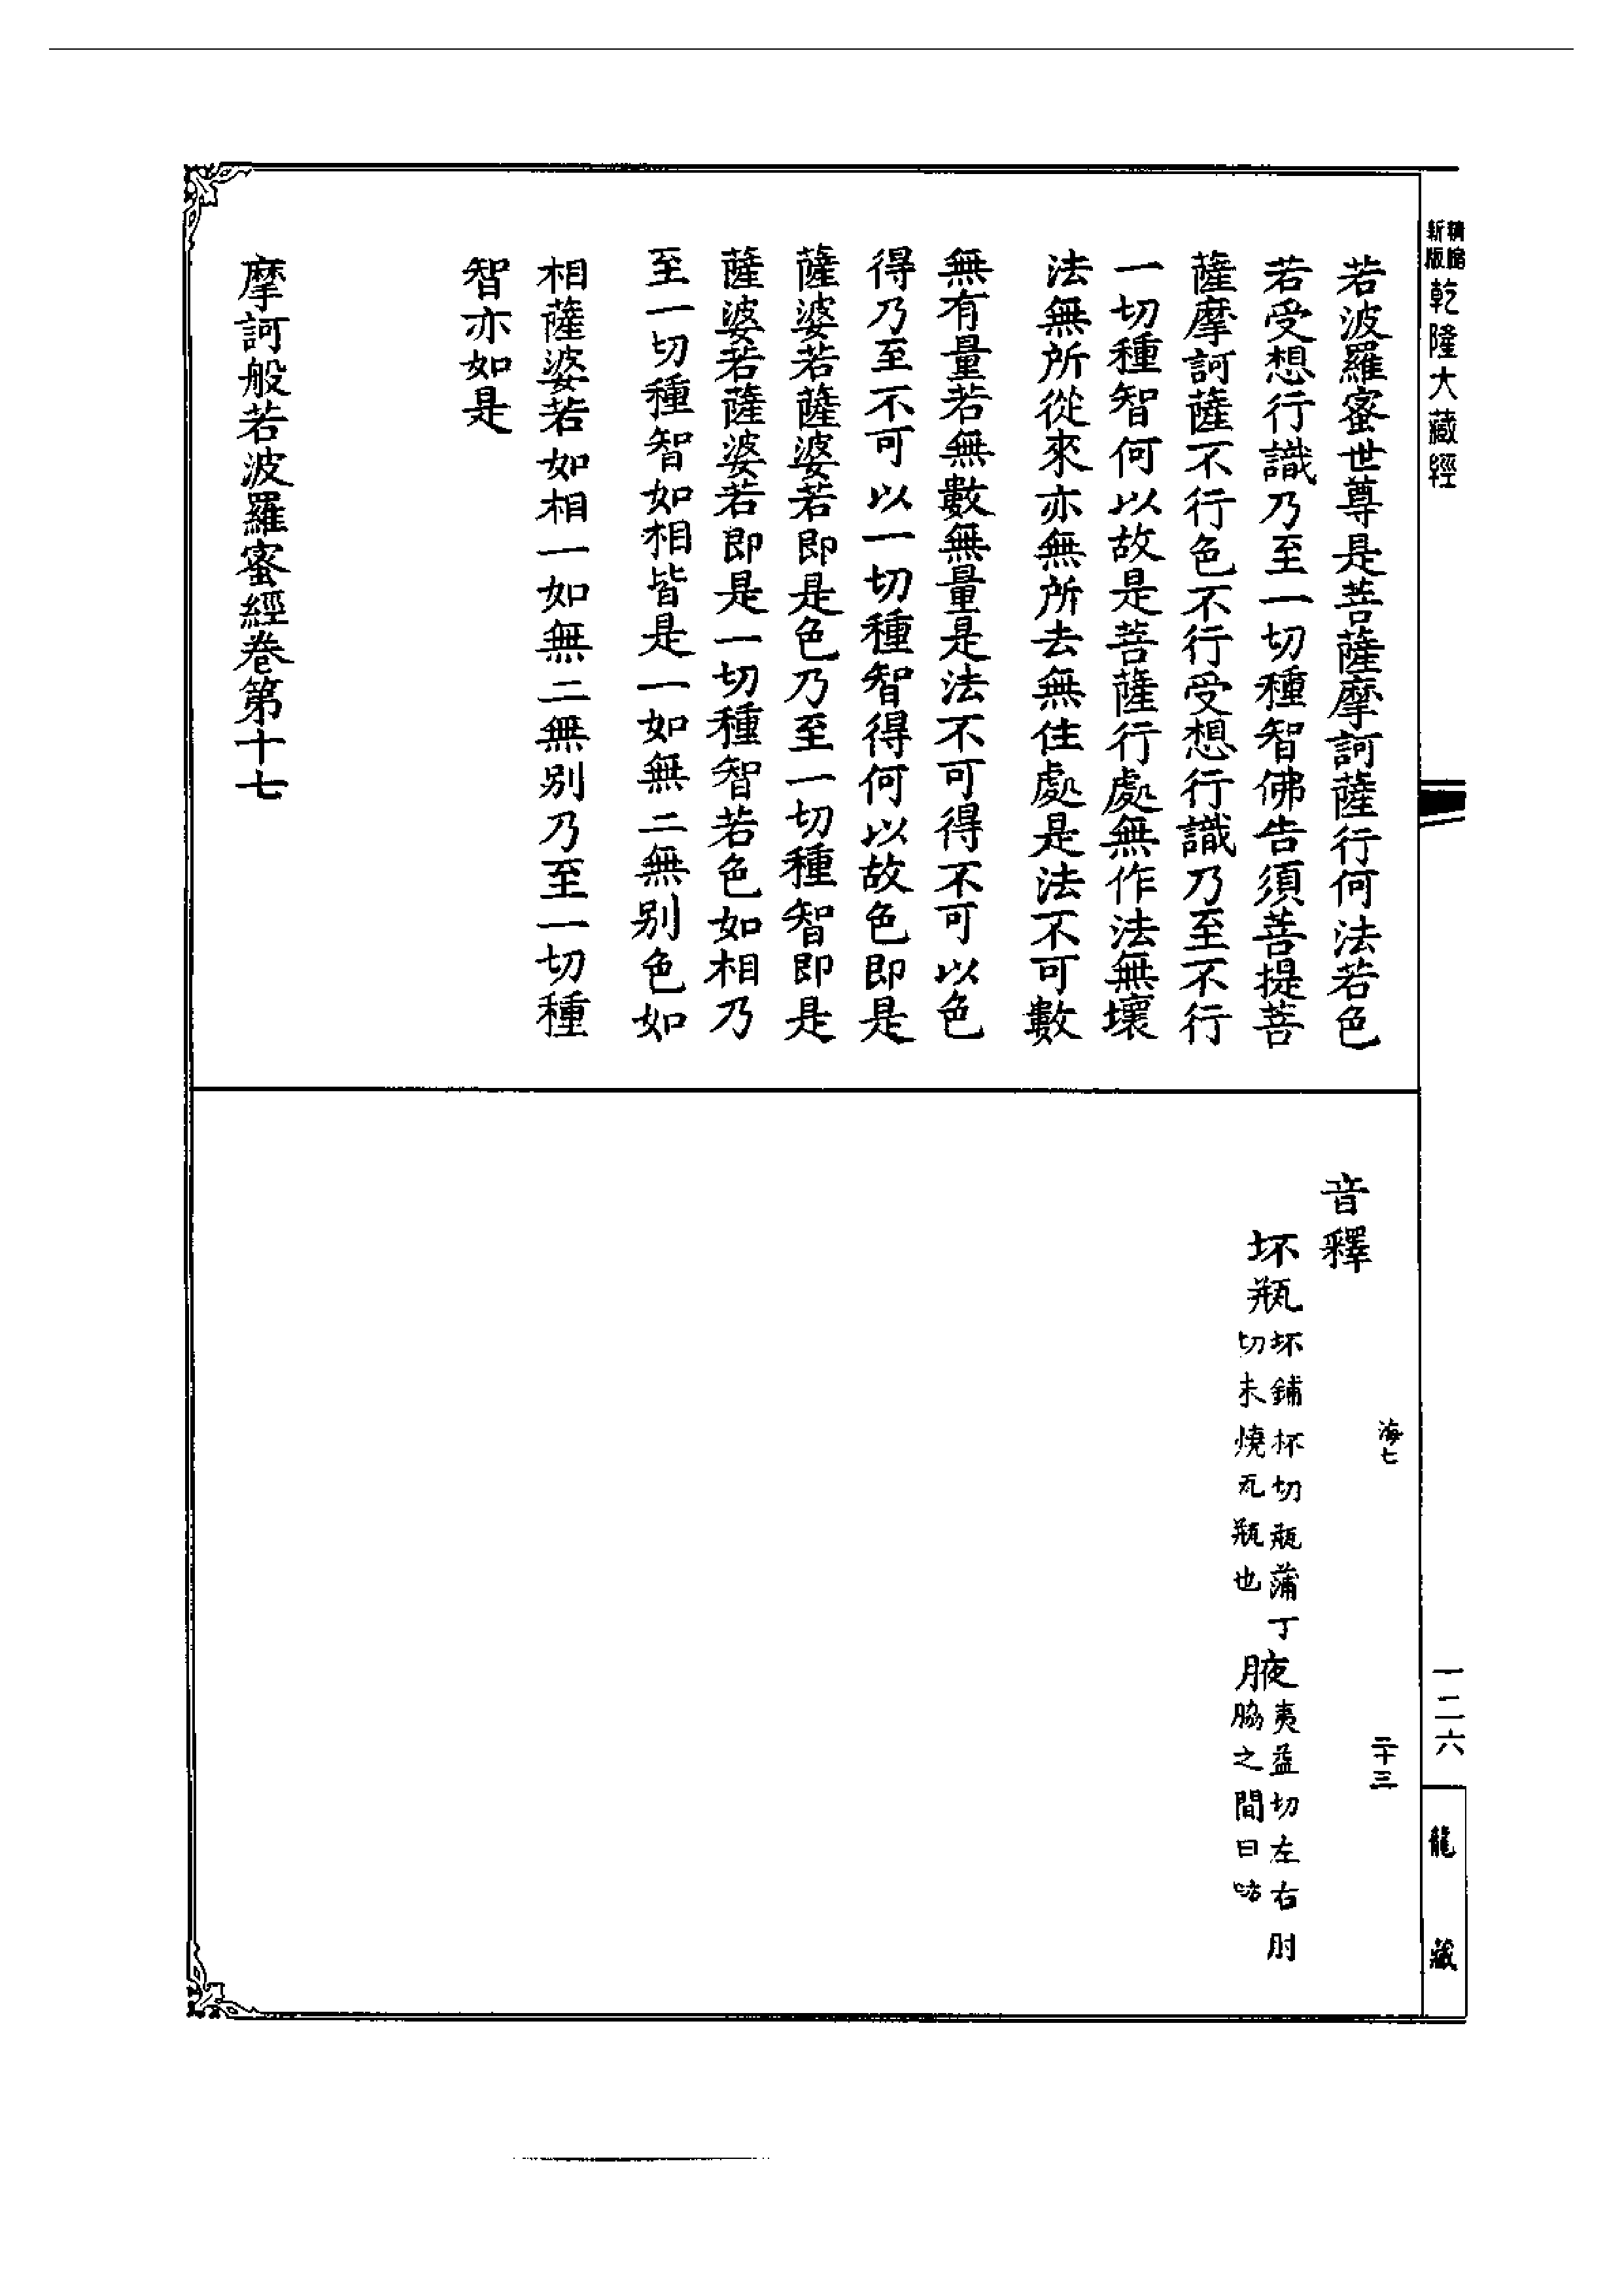 精縮
新版
乾隆大藏經
若波羅蜜世尊是菩薩摩訶薩行何法若色
若受想行識乃至一切種智佛告須菩提菩
薩摩訶薩不行色不行受想行識乃至不行
一切種智何以故是菩薩行處無作法無壞
法無所從來亦無所去無住處是法不可數
無有量若無數無量是法不可得不可以色
得乃至不可以一切種智得何以故色即是
薩婆若薩婆若即是色乃至一切種智即是
薩婆若薩婆若即是一切種智若色如相乃
至一切種智如相皆是一如無二無別色如
相薩婆若如相一如無二無別乃至一切種
智亦如是
摩訶般若波羅蜜經卷第十七
一二六
龍藏
海七
二十三
音釋
坏瓶
坏鋪杯切瓶蒲丁
切未燒瓦瓶也
腋
夷益切左右肘
脇之間曰